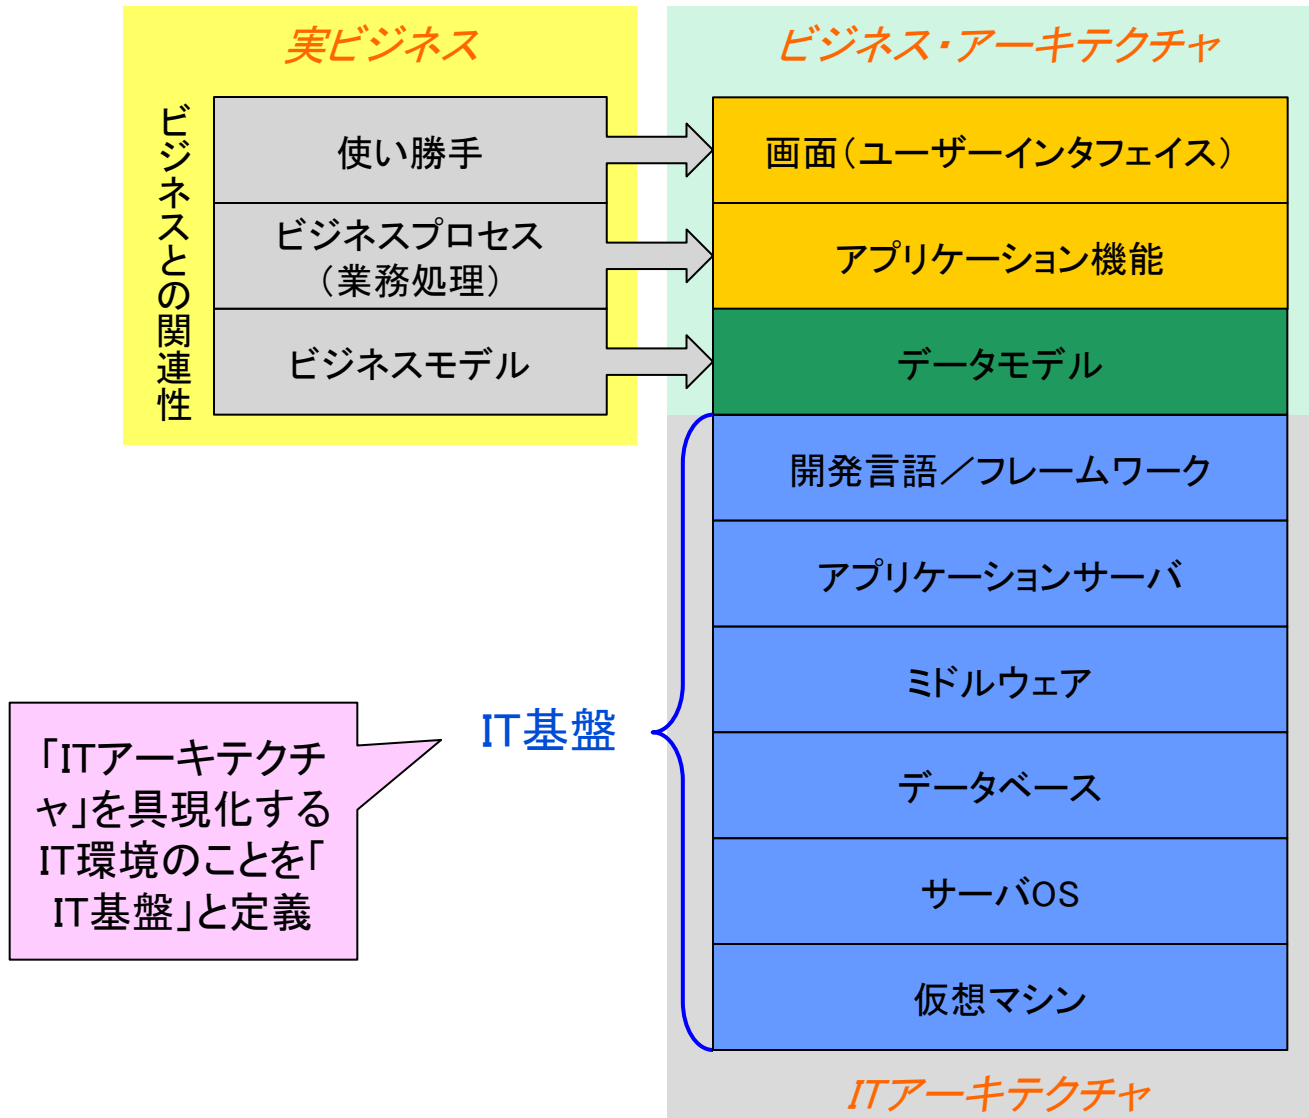 実ビジネス
ビジネス・アーキテクチャ
ビジネスとの関連性
使い勝手
画面（ユーザーインタフェイス）
ビジネスプロセス
（業務処理）
アプリケーション機能
ビジネスモデル
データモデル
開発言語／フレームワーク
アプリケーションサーバ
ミドルウェア
IT基盤
「ITアーキテクチ
ャ」を具現化する
IT環境のことを「
IT基盤」と定義
データベース
サーバOS
仮想マシン
ITアーキテクチャ